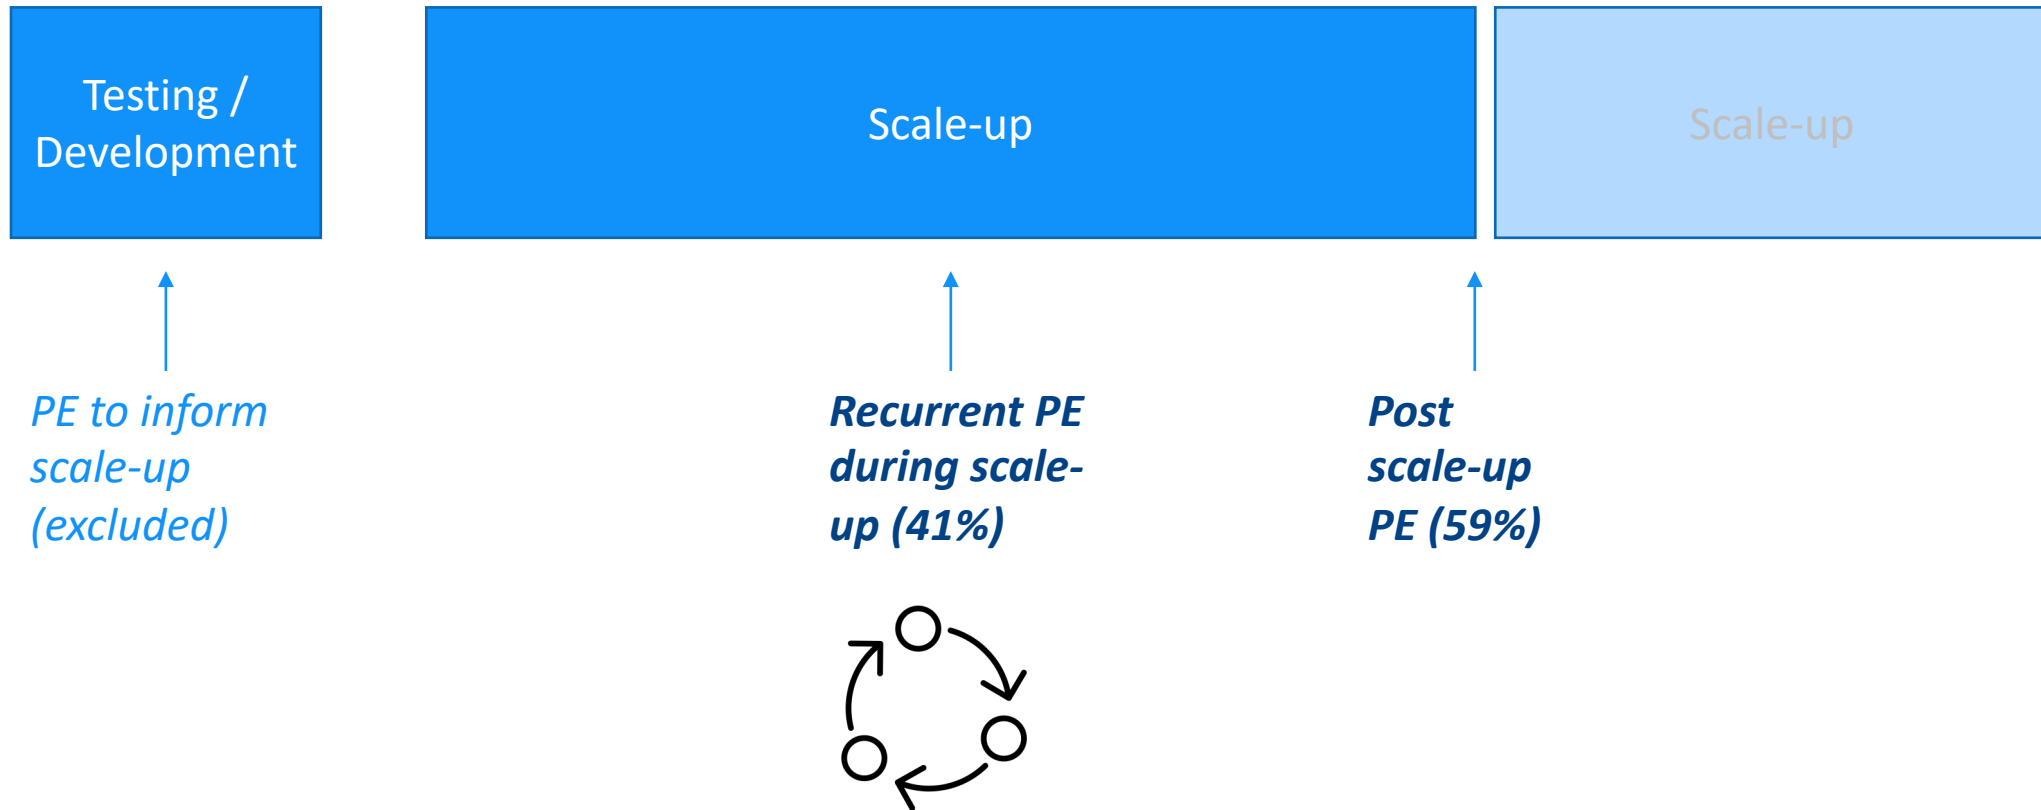 Testing /
Development
Scale-up
Scale-up
PE to inform
scale-up
(excluded)
Recurrent PE
during scale-
up (41%)
Post
scale-up
PE (59%)